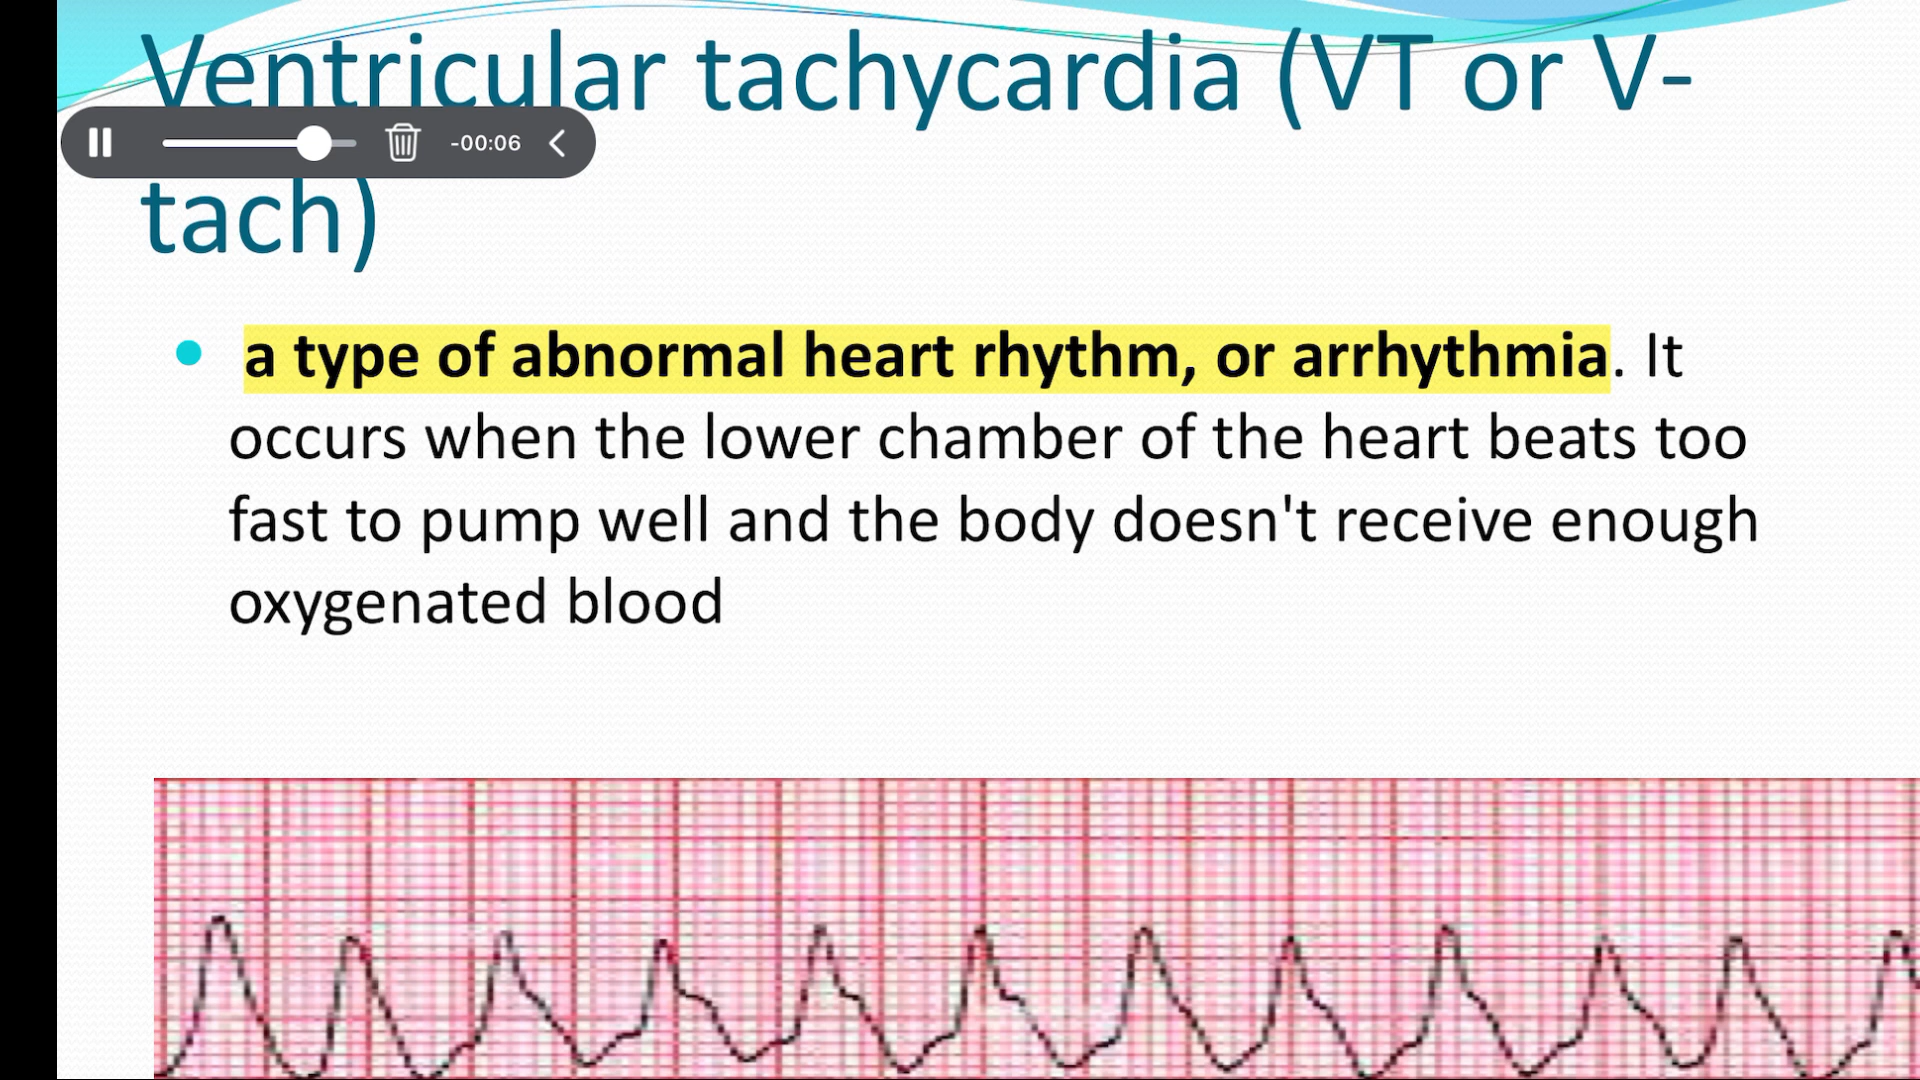 Ventricular tachycardia (VT or V-
-00:06
tach)
a type of abnormal heart rhythm, or arrhythmia. It
occurs when the lower chamber of the heart beats too
fast to pump well and the body doesn't receive enough
oxygenated blood